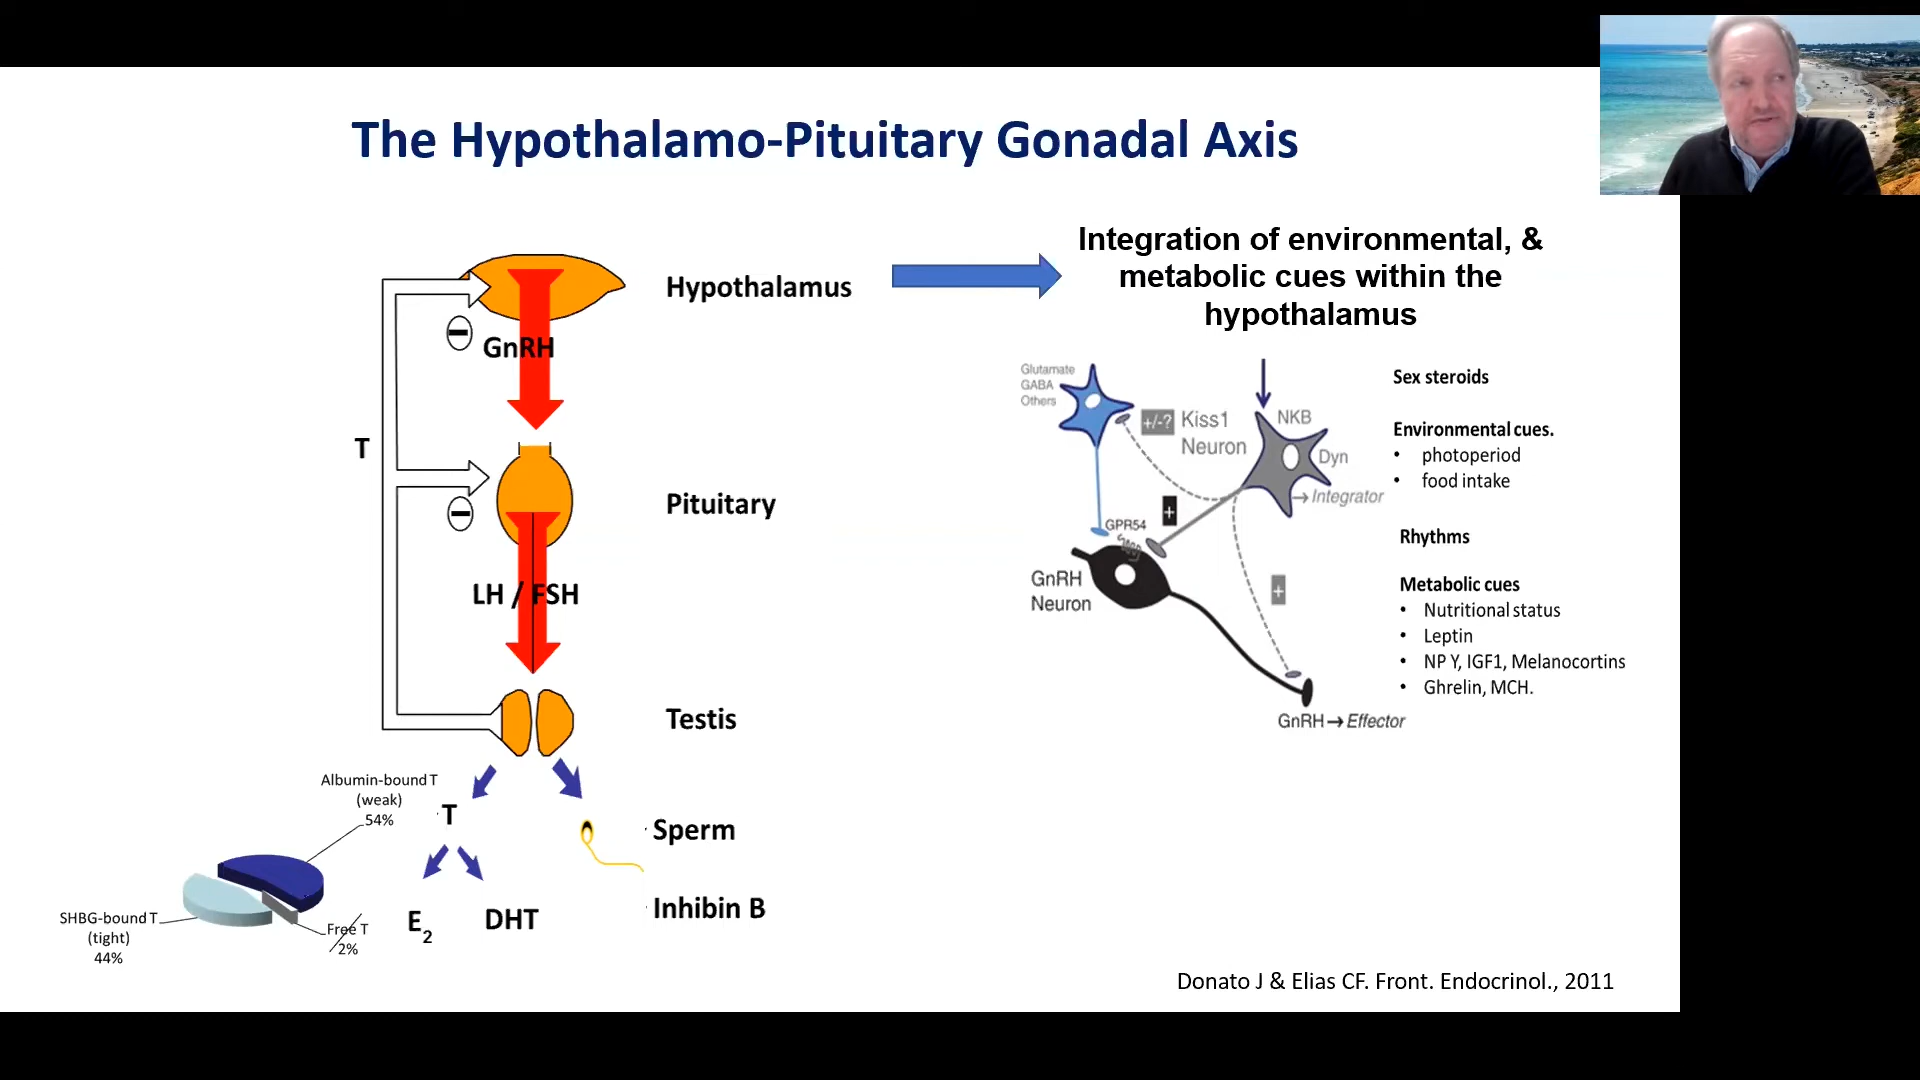 The Hypothalamo-Pituitary Gonadal Axis
Hypothalamus
GnRH
T
Pituitary
LH / FSH
Testis
T
E2
DHT
Sperm
Inhibin B
Albumin-bound T
(weak)
54%
SHBG-bound T
(tight)
44%
Free T
2%
Integration of environmental, &
metabolic cues within the
hypothalamus
Glutamate
GABA
Others
+/-?
Kiss1
Neuron
NKB
Dyn
→ Integrator
+
GPR54
GnRH
Neuron
+
GnRH → Effector
Sex steroids
Environmental cues.
• photoperiod
• food intake
Rhythms
Metabolic cues
• Nutritional status
• Leptin
• NP Y, IGF1, Melanocortins
• Ghrelin, MCH.
Donato J & Elias CF. Front. Endocrinol., 2011